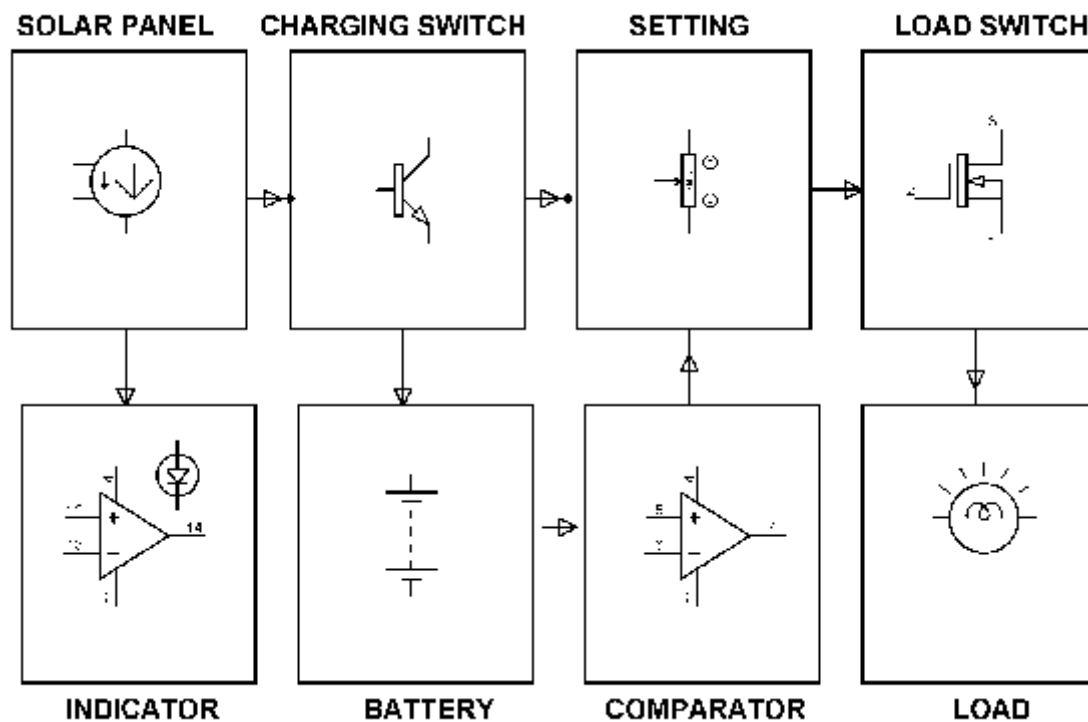 SOLAR PANEL
CHARGING SWITCH
SETTING
LOAD SWITCH
14
INDICATOR
BATTERY
COMPARATOR
LOAD